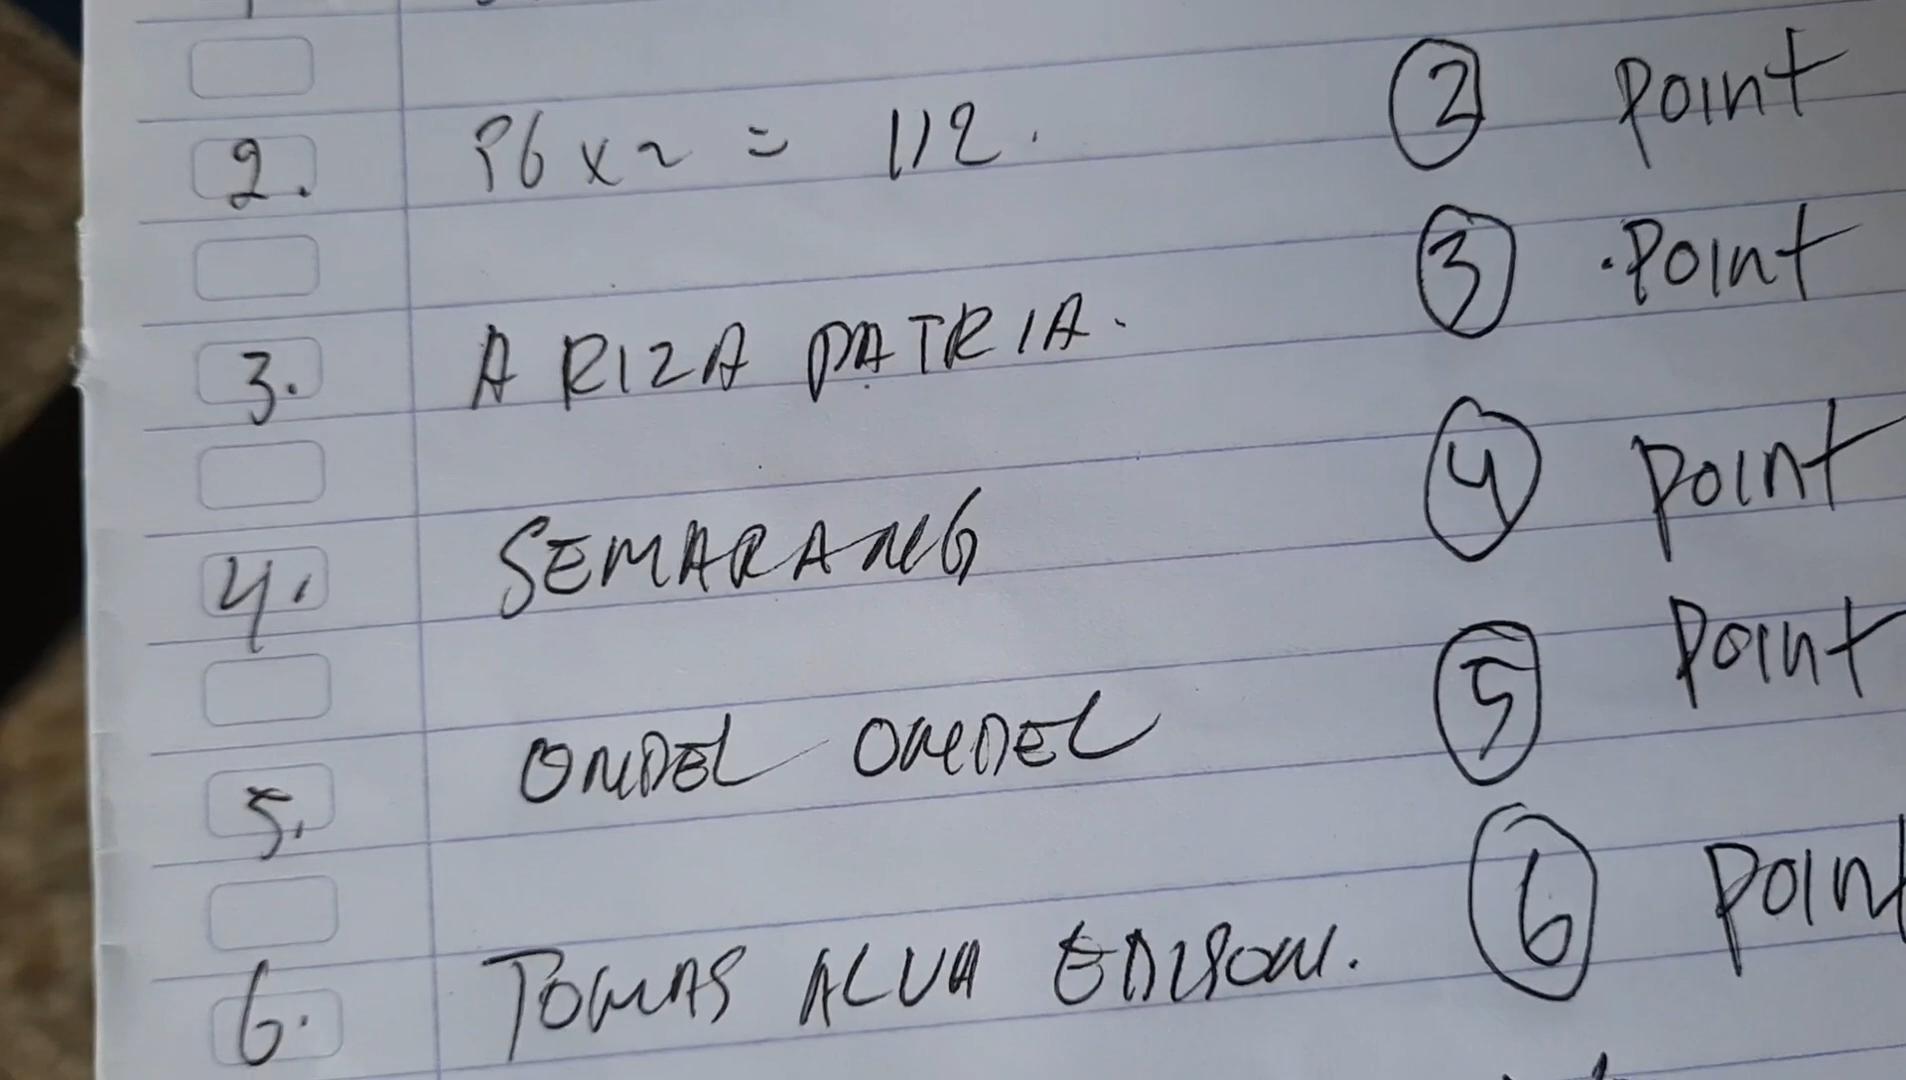 2. 56 x 2 = 112. 2 Point
3 .Point
3. A RIZA PATRIA.
4 point
4. SEMARANG
5 Point
5. ONDEL ONDEL
6 point
6. TOMAS ALVA EDISON.